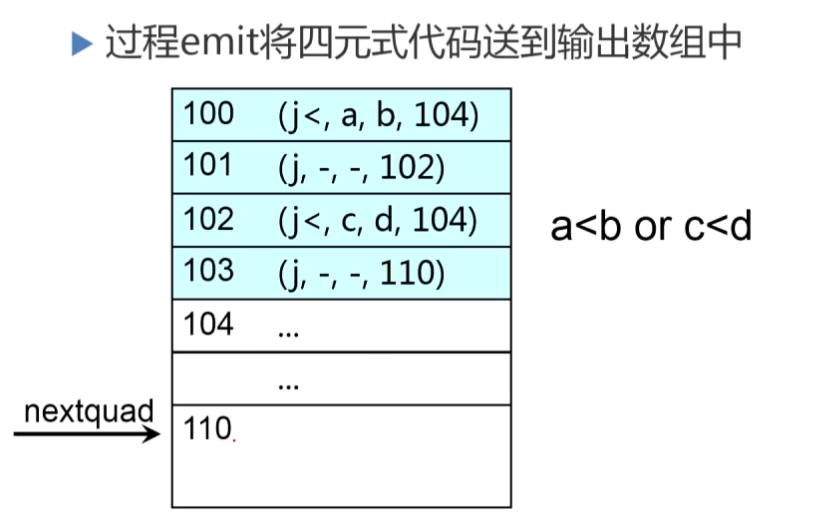 过程emit将四元式代码送到输出数组中
100 (j<, a, b, 104)
101 (j, -, -, 102)
102 (j<, c, d, 104)
a<b or c<d
103 (j, -, -, 110)
104 ...
...
nextquad
110.